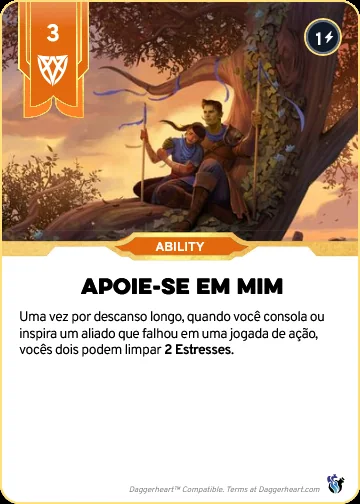 3
1
ABILITY
APOIE-SE EM MIM
Uma vez por descanso longo, quando você consola ou
inspira um aliado que falhou em uma jogada de ação,
vocês dois podem limpar 2 Estresses.
Daggerheart™ Compatible. Terms at Daggerheart.com